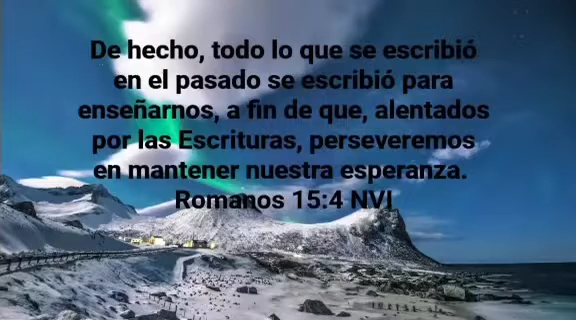 De hecho, todo lo que se escribió
en el pasado se escribió para
enseñarnos, a fin de que, alentados
por las Escrituras, perseveremos
en mantener nuestra esperanza.
Romanos 15:4 NVI